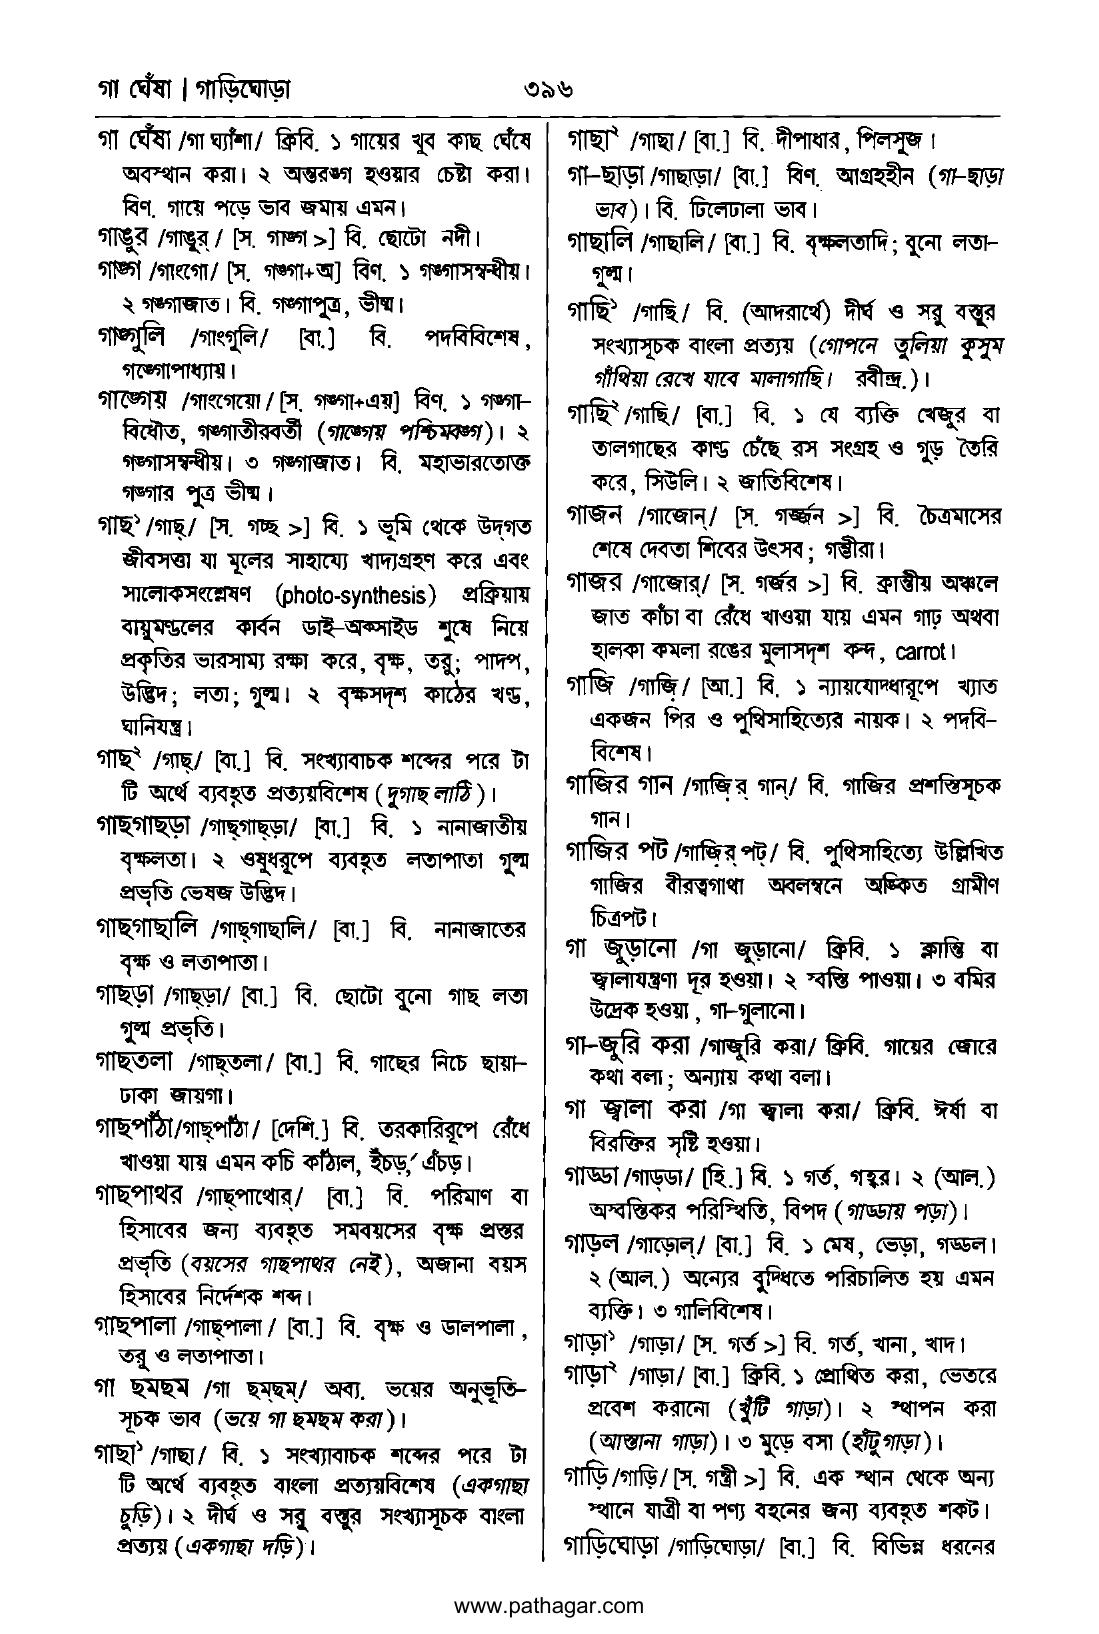 গা ঘেঁষা | গাড়িঘোড়া
৩৯৬
গা ঘেঁষা /গা ঘ্যাঁশা/ ক্রিবি. ১ গায়ের খুব কাছ ঘেঁষে
অবস্থান করা। ২ অন্তরঙ্গ হওয়ার চেষ্টা করা।
বিণ. গায়ে পড়ে ভাব জমায় এমন।
গাঙুর /গাঙুর্/ [স. গাঙ্গ >] বি. ছোটো নদী।
গাঙ্গ /গাংগো/ [স. গঙ্গা+অ] বিণ. ১ গঙ্গাসম্বন্ধীয়।
২ গঙ্গাজাত। বি. গঙ্গাপুত্র, ভীষ্ম।
গাঙ্গুলি /গাংগুলি/ [বা.] বি. পদবিবিশেষ,
গঙ্গোপাধ্যায়।
গাঙ্গেয় /গাংগেয়ো/ [স. গঙ্গা+এয়] বিণ. ১ গঙ্গা-
বিধৌত, গঙ্গাতীরবর্তী (গাঙ্গেয় পশ্চিমবঙ্গ)। ২
গঙ্গাসম্বন্ধীয়। ৩ গঙ্গাজাত। বি. মহাভারতোক্ত
গঙ্গার পুত্র ভীষ্ম।
গাছ¹ /গাছ্/ [স. গচ্ছ >] বি. ১ ভূমি থেকে উদ্গত
জীবসত্তা যা মূলের সাহায্যে খাদ্যগ্রহণ করে এবং
সালোকসংশ্লেষণ (photo-synthesis) প্রক্রিয়ায়
বায়ুমণ্ডলের কার্বন ডাই-অক্সাইড শুষে নিয়ে
প্রকৃতির ভারসাম্য রক্ষা করে, বৃক্ষ, তরু; পাদপ,
উদ্ভিদ; লতা; গুল্ম। ২ বৃক্ষসদৃশ কাঠের খণ্ড,
ঘানিযন্ত্র।
গাছ² /গাছ্/ [বা.] বি. সংখ্যাবাচক শব্দের পরে টা
টি অর্থে ব্যবহৃত প্রত্যয়বিশেষ (দুগাছ লাঠি)।
গাছগাছড়া /গাছ্গাছ্ড়া/ [বা.] বি. ১ নানাজাতীয়
বৃক্ষলতা। ২ ওষুধরূপে ব্যবহৃত লতাপাতা গুল্ম
প্রভৃতি ভেষজ উদ্ভিদ।
গাছগাছালি /গাছ্গাছালি/ [বা.] বি. নানাজাতের
বৃক্ষ ও লতাপাতা।
গাছড়া /গাছ্ড়া/ [বা.] বি. ছোটো বুনো গাছ লতা
গুল্ম প্রভৃতি।
গাছতলা /গাছ্তলা/ [বা.] বি. গাছের নিচে ছায়া-
ঢাকা জায়গা।
গাছপাঁঠা/গাছ্পাঁঠা/ [দেশি.] বি. তরকারিরূপে রেঁধে
খাওয়া যায় এমন কচি কাঁঠাল, ইঁচড়, এঁচড়।
গাছপাথর /গাছ্পাথোর্/ [বা.] বি. পরিমাণ বা
হিসাবের জন্য ব্যবহৃত সমবয়সের বৃক্ষ প্রস্তর
প্রভৃতি (বয়সের গাছপাথর নেই), অজানা বয়স
হিসাবের নির্দেশক শব্দ।
গাছপালা /গাছ্পালা/ [বা.] বি. বৃক্ষ ও ডালপালা,
তরু ও লতাপাতা।
গা ছমছম /গা ছম্ছম্/ অব্য. ভয়ের অনুভূতি-
সূচক ভাব (ভয়ে গা ছমছম করা)।
গাছা¹ /গাছা/ বি. ১ সংখ্যাবাচক শব্দের পরে টা
টি অর্থে ব্যবহৃত বাংলা প্রত্যয়বিশেষ (একগাছা
চুড়ি)। ২ দীর্ঘ ও সরু বস্তুর সংখ্যাসূচক বাংলা
প্রত্যয় (একগাছা দড়ি)।
গাছা² /গাছা/ [বা.] বি. দীপাধার, পিলসুজ।
গা-ছাড়া /গাছাড়া/ [বা.] বিণ. আগ্রহহীন (গা-ছাড়া
ভাব)। বি. ঢিলেঢালা ভাব।
গাছালি /গাছালি/ [বা.] বি. বৃক্ষলতাদি; বুনো লতা-
গুল্ম।
গাছি¹ /গাছি/ বি. (আদরার্থে) দীর্ঘ ও সরু বস্তুর
সংখ্যাসূচক বাংলা প্রত্যয় (গোপনে তুলিয়া কুসুম
গাঁথিয়া রেখে যাবে মালাগাছি। রবীন্দ্র.)।
গাছি² /গাছি/ [বা.] বি. ১ যে ব্যক্তি খেজুর বা
তালগাছের কাণ্ড চেঁছে রস সংগ্রহ ও গুড় তৈরি
করে, সিউলি। ২ জাতিবিশেষ।
গাজন /গাজোন্/ [স. গর্জ্জন >] বি. চৈত্রমাসের
শেষে দেবতা শিবের উৎসব; গম্ভীরা।
গাজর /গাজোর্/ [স. গর্জর >] বি. ক্রান্তীয় অঞ্চলে
জাত কাঁচা বা রেঁধে খাওয়া যায় এমন গাঢ় অথবা
হালকা কমলা রঙের মুলাসদৃশ কন্দ, carrot।
গাজি /গাজ়ি/ [আ.] বি. ১ ন্যায়যোদ্ধারূপে খ্যাত
একজন পির ও পুথিসাহিত্যের নায়ক। ২ পদবি-
বিশেষ।
গাজির গান /গাজ়ির্ গান্/ বি. গাজির প্রশস্তিসূচক
গান।
গাজির পট /গাজ়ির্ পট্/ বি. পুথিসাহিত্যে উল্লিখিত
গাজির বীরত্বগাথা অবলম্বনে অঙ্কিত গ্রামীণ
চিত্রপট।
গা জুড়ানো /গা জুড়ানো/ ক্রিবি. ১ ক্লান্তি বা
জ্বালাযন্ত্রণা দূর হওয়া। ২ স্বস্তি পাওয়া। ৩ বমির
উদ্রেক হওয়া, গা-গুলানো।
গা-জুরি করা /গাজুরি করা/ ক্রিবি. গায়ের জোরে
কথা বলা; অন্যায় কথা বলা।
গা জ্বালা করা /গা জ্বালা করা/ ক্রিবি. ঈর্ষা বা
বিরক্তির সৃষ্টি হওয়া।
গাড্ডা /গাড্ডা/ [হি.] বি. ১ গর্ত, গহ্বর। ২ (আল.)
অস্বস্তিকর পরিস্থিতি, বিপদ (গাড্ডায় পড়া)।
গাড়ল /গাড়োল্/ [বা.] বি. ১ মেষ, ভেড়া, গড্ডল।
২ (আল.) অন্যের বুদ্ধিতে পরিচালিত হয় এমন
ব্যক্তি। ৩ গালিবিশেষ।
গাড়া¹ /গাড়া/ [স. গর্ত >] বি. গর্ত, খানা, খাদ।
গাড়া² /গাড়া/ [বা.] ক্রিবি. ১ প্রোথিত করা, ভেতরে
প্রবেশ করানো (খুঁটি গাড়া)। ২ স্থাপন করা
(আস্তানা গাড়া)। ৩ মুড়ে বসা (হাঁটুগাড়া)।
গাড়ি /গাড়ি/ [স. গন্ত্রী >] বি. এক স্থান থেকে অন্য
স্থানে যাত্রী বা পণ্য বহনের জন্য ব্যবহৃত শকট।
গাড়িঘোড়া /গাড়িঘোড়া/ [বা.] বি. বিভিন্ন ধরনের
www.pathagar.com